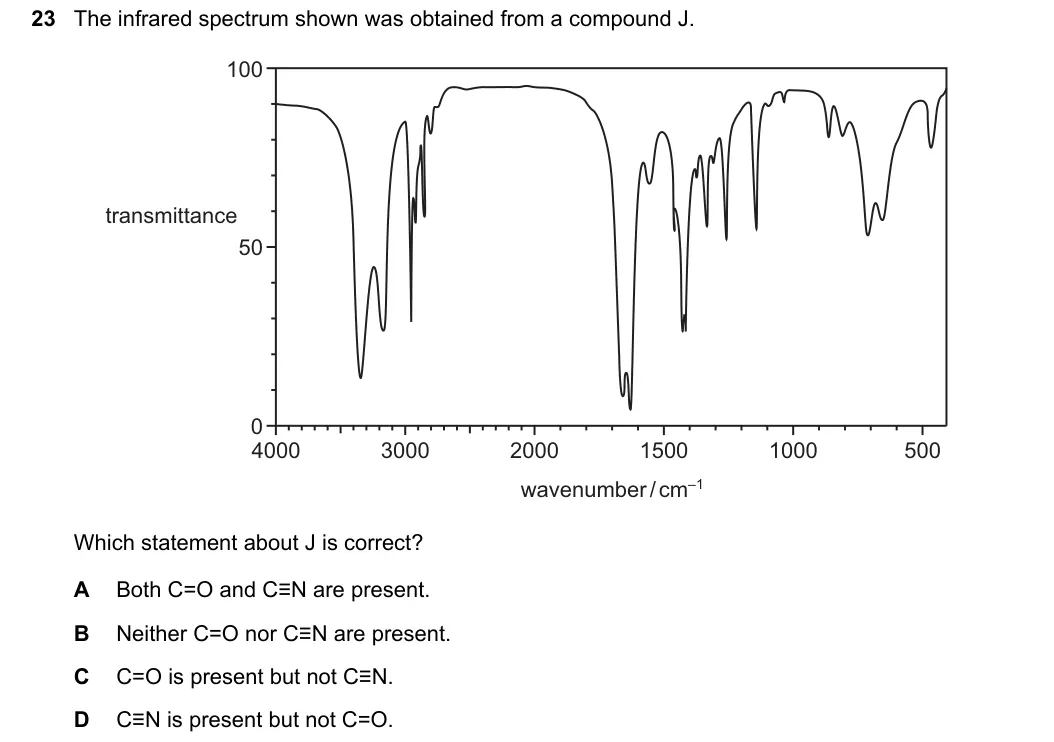 23 The infrared spectrum shown was obtained from a compound J.
100
transmittance
50
0
4000 3000 2000 1500 1000 500
wavenumber / cm⁻¹
Which statement about J is correct?
A Both C=O and C≡N are present.
B Neither C=O nor C≡N are present.
C C=O is present but not C≡N.
D C≡N is present but not C=O.